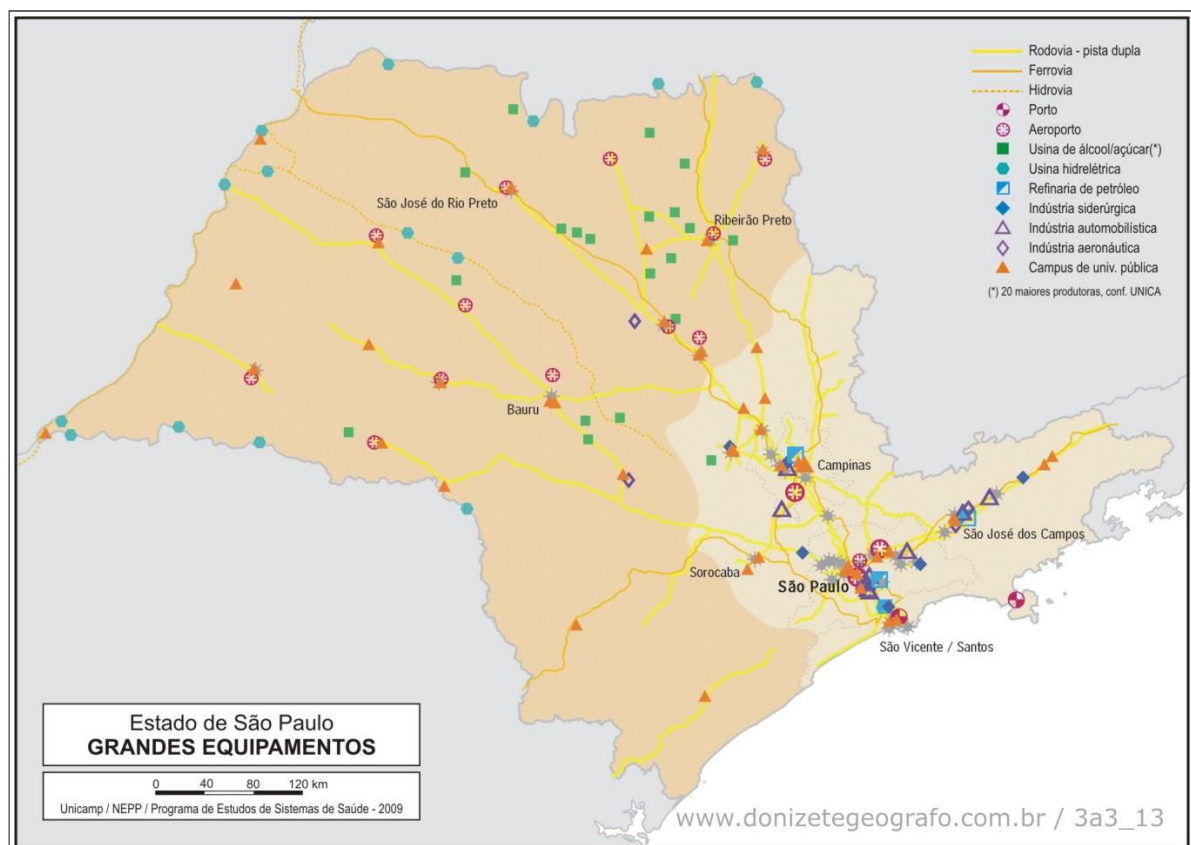 Rodovia - pista dupla
Ferrovia
Hidrovia
Porto
Aeroporto
Usina de álcool/açúcar(*)
Usina hidrelétrica
Refinaria de petróleo
Indústria siderúrgica
Indústria automobilística
Indústria aeronáutica
Campus de univ. pública
(*) 20 maiores produtoras, conf. UNICA
São José do Rio Preto
Ribeirão Preto
Bauru
Campinas
São José dos Campos
Sorocaba
São Paulo
São Vicente / Santos
Estado de São Paulo
GRANDES EQUIPAMENTOS
0 40 80 120 km
Unicamp / NEPP / Programa de Estudos de Sistemas de Saúde - 2009
www.donizetegeografo.com.br / 3a3_13